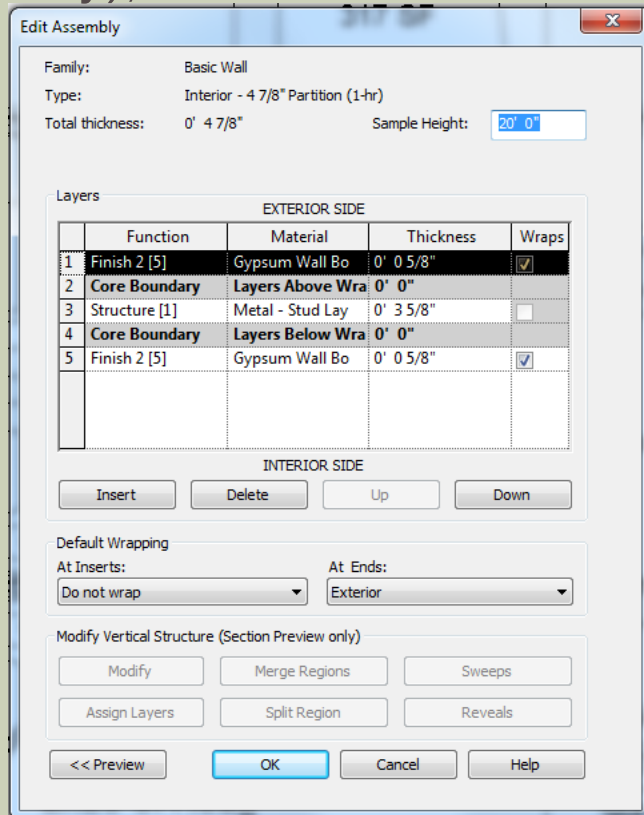 317 SF
Edit Assembly
Family: Basic Wall
Type: Interior - 4 7/8" Partition (1-hr)
Total thickness: 0' 4 7/8" Sample Height: 20' 0"
Layers
EXTERIOR SIDE
Function Material Thickness Wraps
1 Finish 2 [5] Gypsum Wall Bo 0' 0 5/8"
2 Core Boundary Layers Above Wra 0' 0"
3 Structure [1] Metal - Stud Lay 0' 3 5/8"
4 Core Boundary Layers Below Wra 0' 0"
5 Finish 2 [5] Gypsum Wall Bo 0' 0 5/8"
INTERIOR SIDE
Insert Delete Up Down
Default Wrapping
At Inserts: At Ends:
Do not wrap Exterior
Modify Vertical Structure (Section Preview only)
Modify Merge Regions Sweeps
Assign Layers Split Region Reveals
<< Preview OK Cancel Help